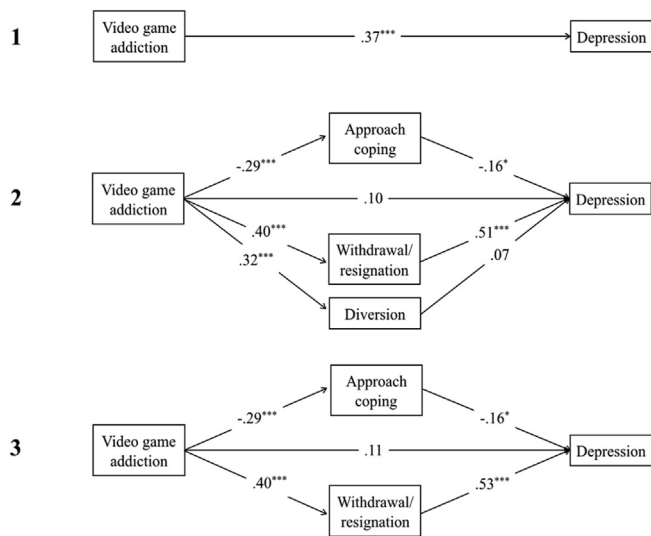 1
Video game
addiction
.37***
Depression
2
Approach
coping
-.29***
-.16*
Video game
addiction
.10
Depression
.40***
.51***
Withdrawal/
resignation
.32***
.07
Diversion
3
Approach
coping
-.29***
-.16*
Video game
addiction
.11
Depression
.40***
.53***
Withdrawal/
resignation